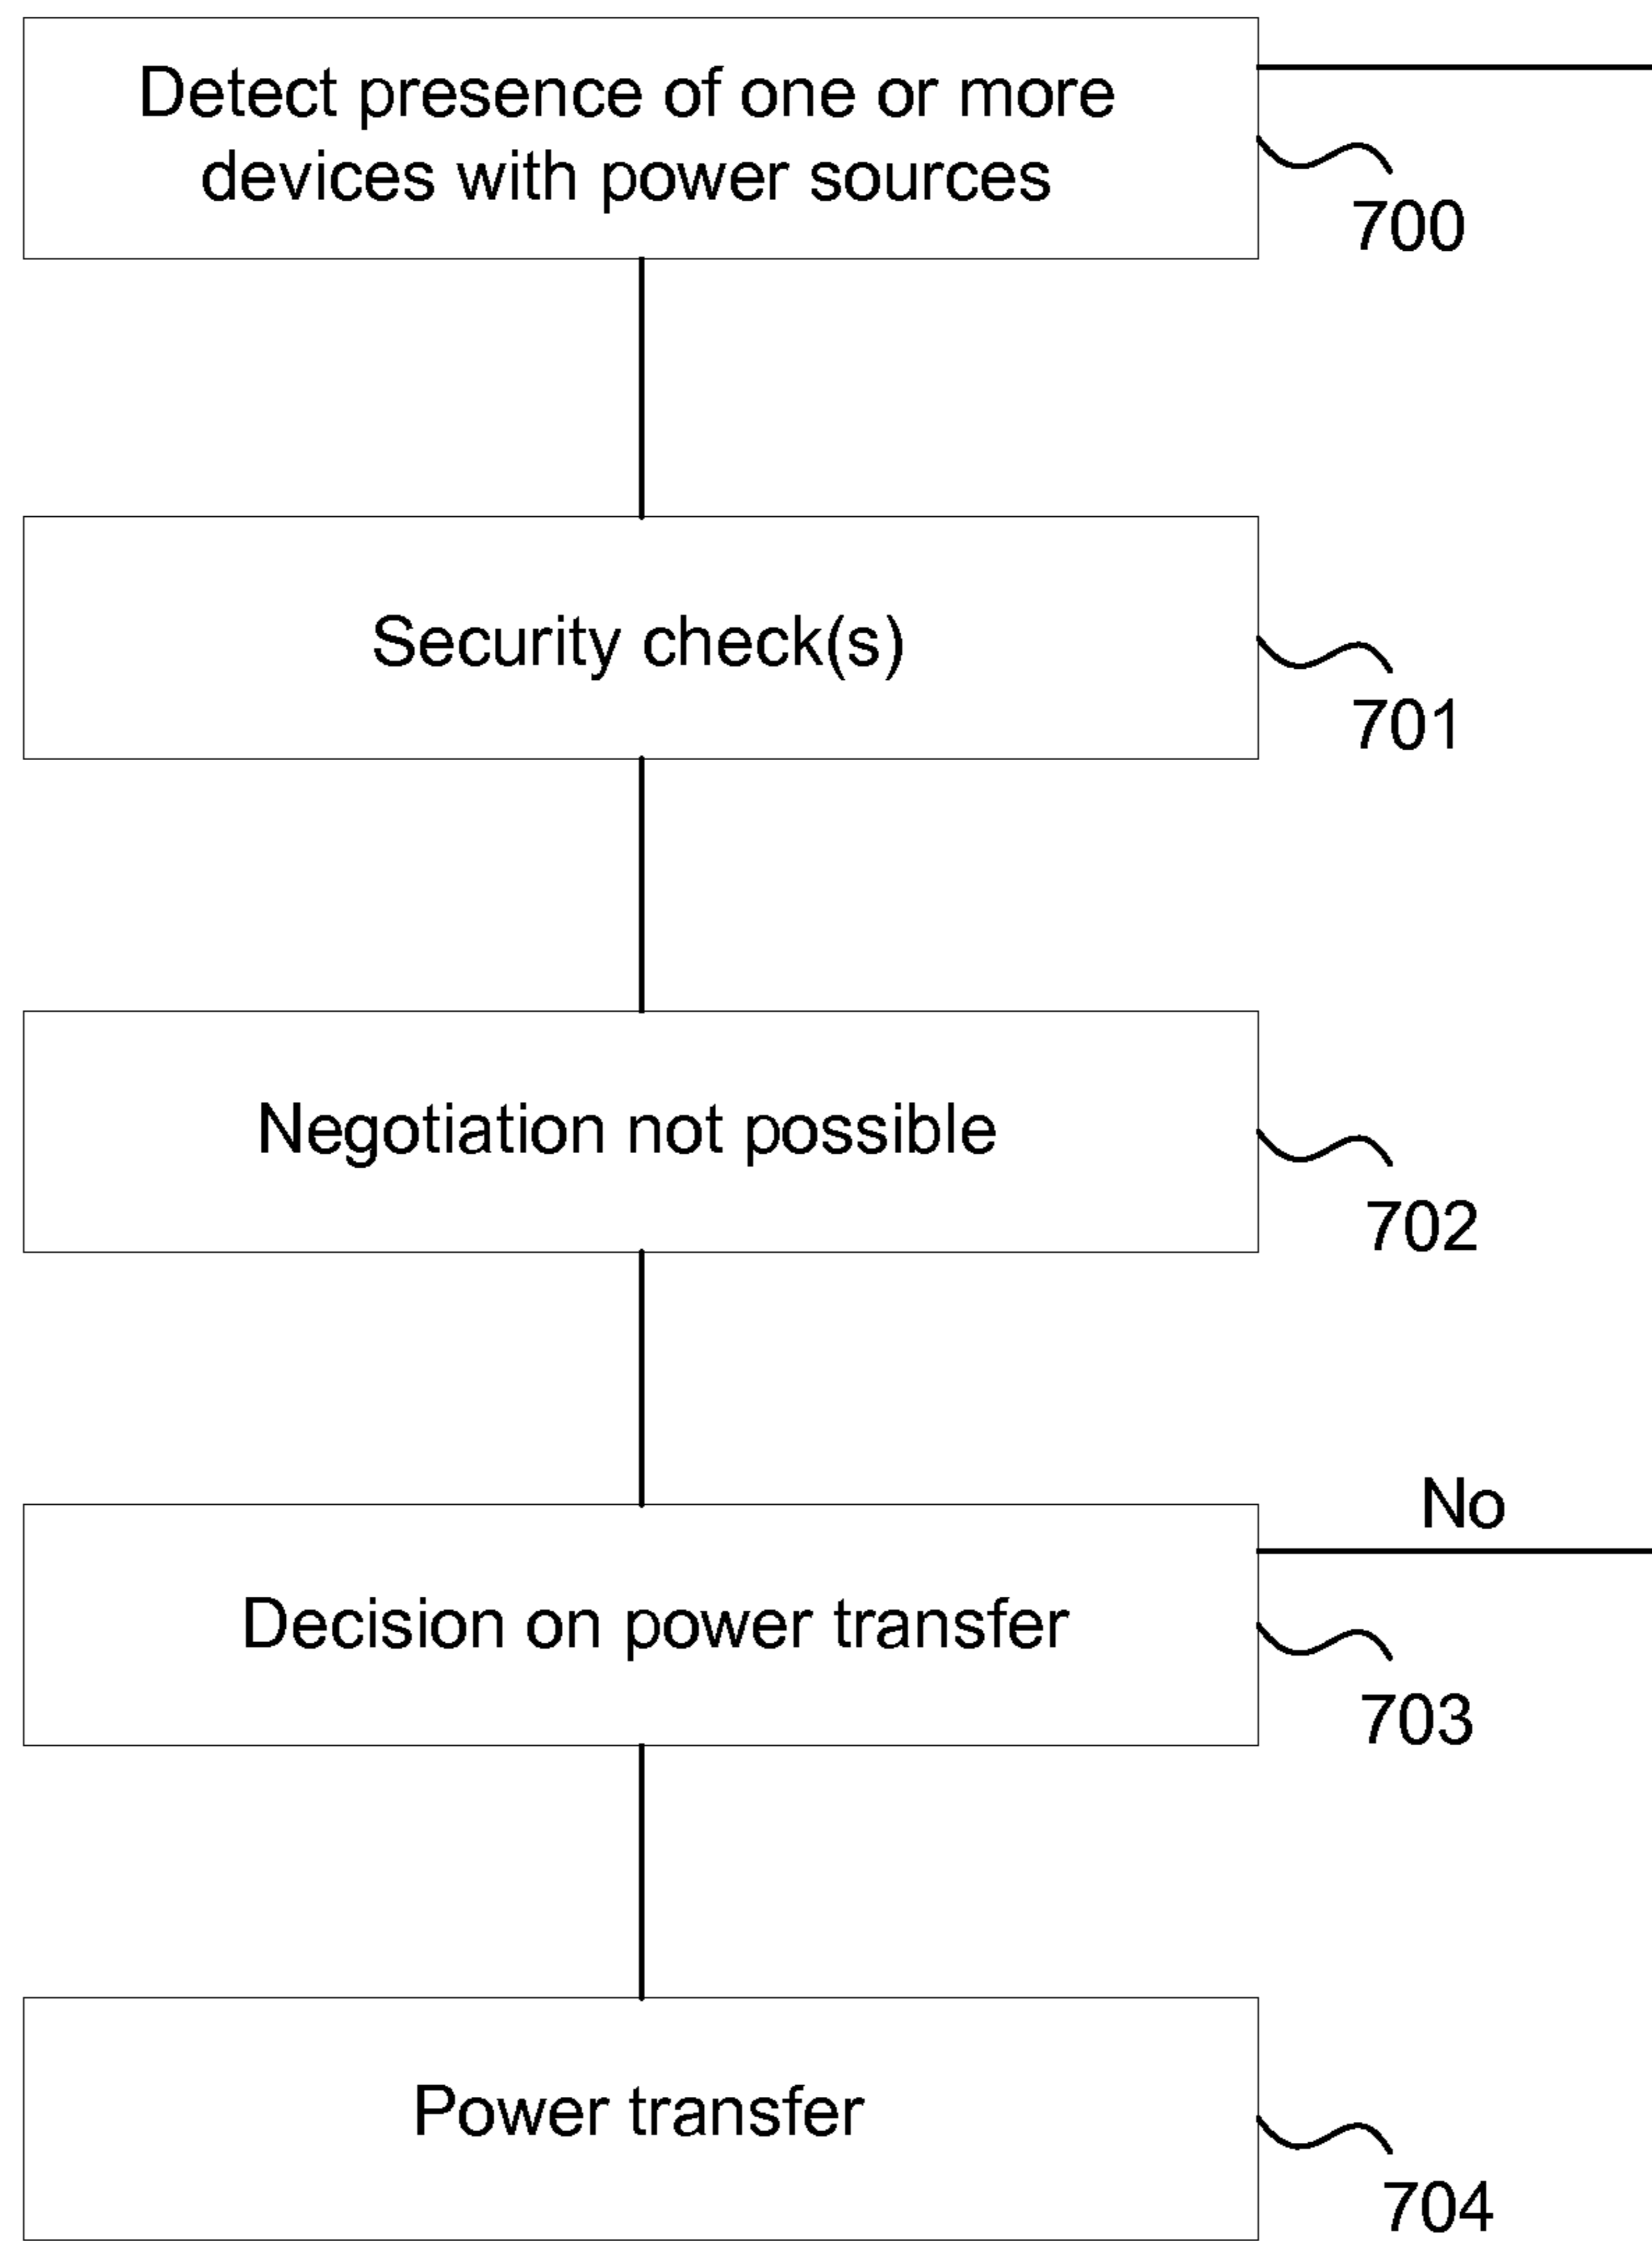 Detect presence of one or more
devices with power sources
700
Security check(s)
701
Negotiation not possible
702
No
Decision on power transfer
703
Power transfer
704